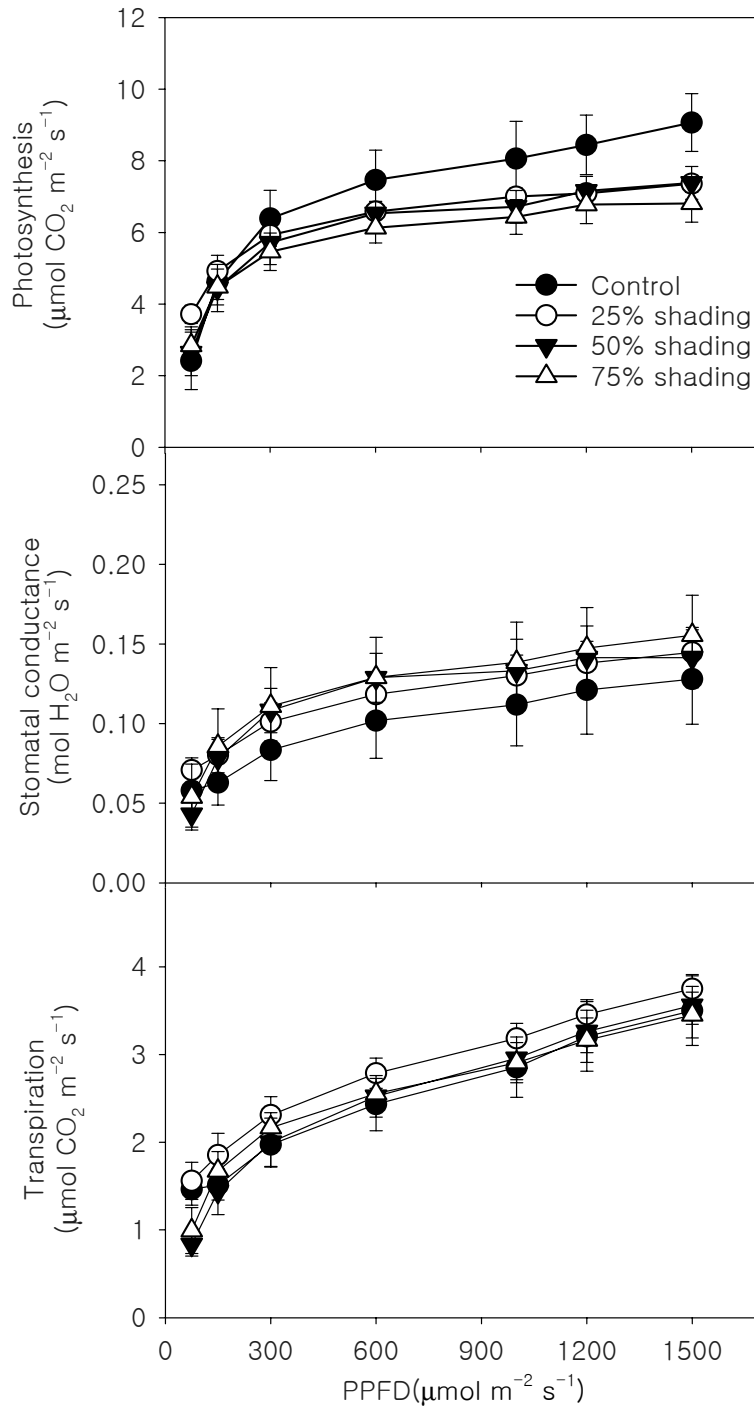 12
10
8
6
4
2
0
Photosynthesis
(μmol CO₂ m⁻² s⁻¹)
Control
25% shading
50% shading
75% shading
0.25
0.20
0.15
0.10
0.05
0.00
Stomatal conductance
(mol H₂O m⁻² s⁻¹)
4
3
2
1
0
Transpiration
(μmol CO₂ m⁻² s⁻¹)
0 300 600 900 1200 1500
PPFD(μmol m⁻² s⁻¹)